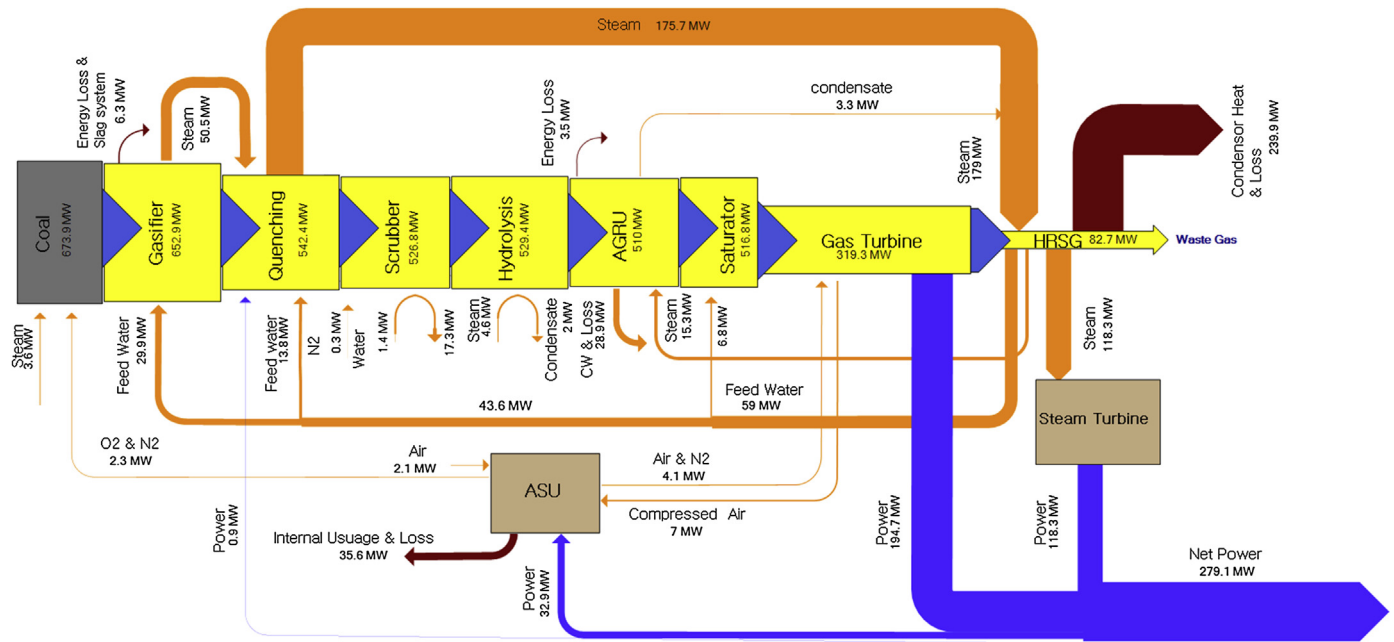 Steam 175.7 MW
Energy Loss &
Slag system
6.3 MW
Steam
50.5 MW
Energy Loss
3.5 MW
condensate
3.3 MW
Steam
179 MW
Condensor Heat
& Loss
239.9 MW
Coal
673.9 MW
Gasifier
652.9 MW
Quenching
542.4 MW
Scrubber
526.8 MW
Hydrolysis
529.4 MW
AGRU
510 MW
Saturator
516.8 MW
Gas Turbine
319.3 MW
HRSG 82.7 MW
Waste Gas
Steam
3.6 MW
Feed Water
29.9 MW
Feed water
13.8 MW
N2
0.3 MW
Water
1.4 MW
17.3 MW
Steam
4.6 MW
Condensate
2 MW
CW & Loss
28.9 MW
Steam
15.3 MW
6.8 MW
Steam
118.3 MW
43.6 MW
Feed Water
59 MW
Steam Turbine
O2 & N2
2.3 MW
Air
2.1 MW
ASU
Air & N2
4.1 MW
Compressed Air
7 MW
Power
0.9 MW
Internal Usuage & Loss
35.6 MW
Power
32.9 MW
Power
194.7 MW
Power
118.3 MW
Net Power
279.1 MW